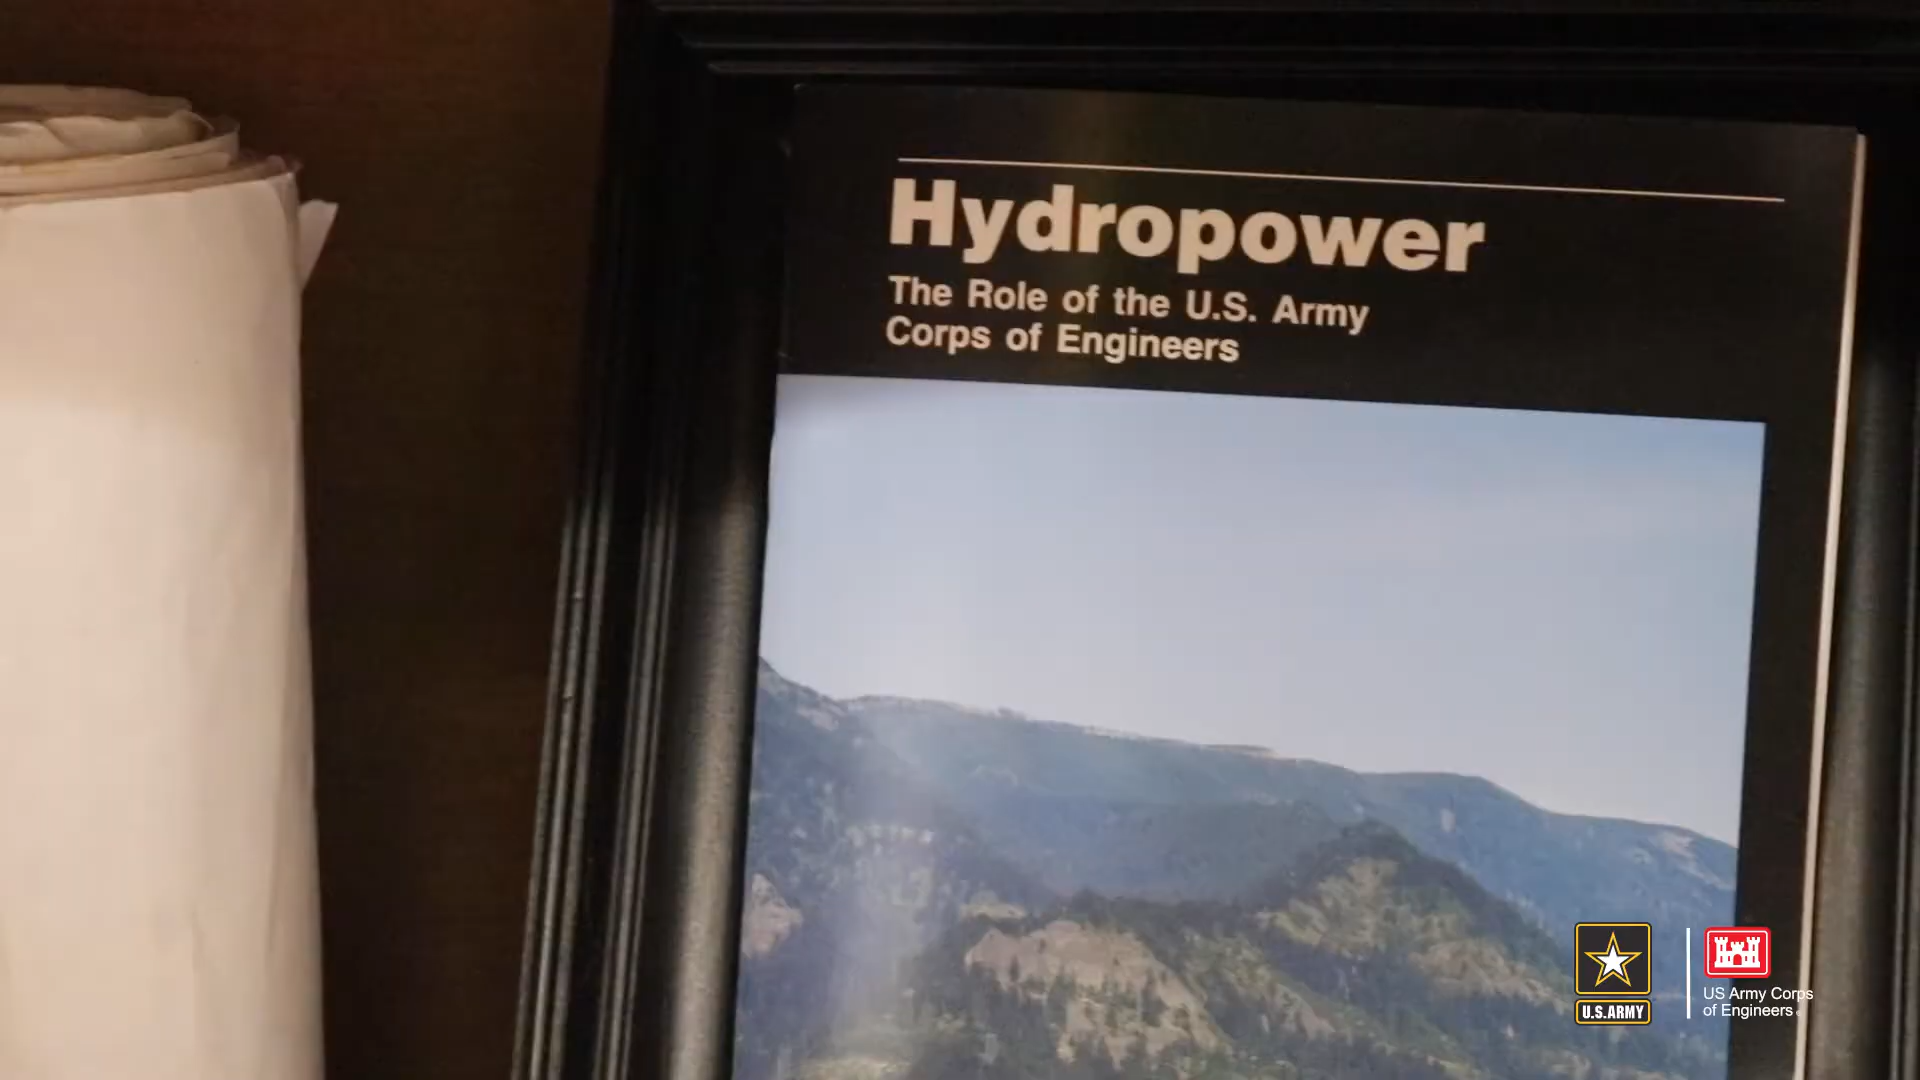 Hydropower
The Role of the U.S. Army
Corps of Engineers
U.S.ARMY
US Army Corps
of Engineers